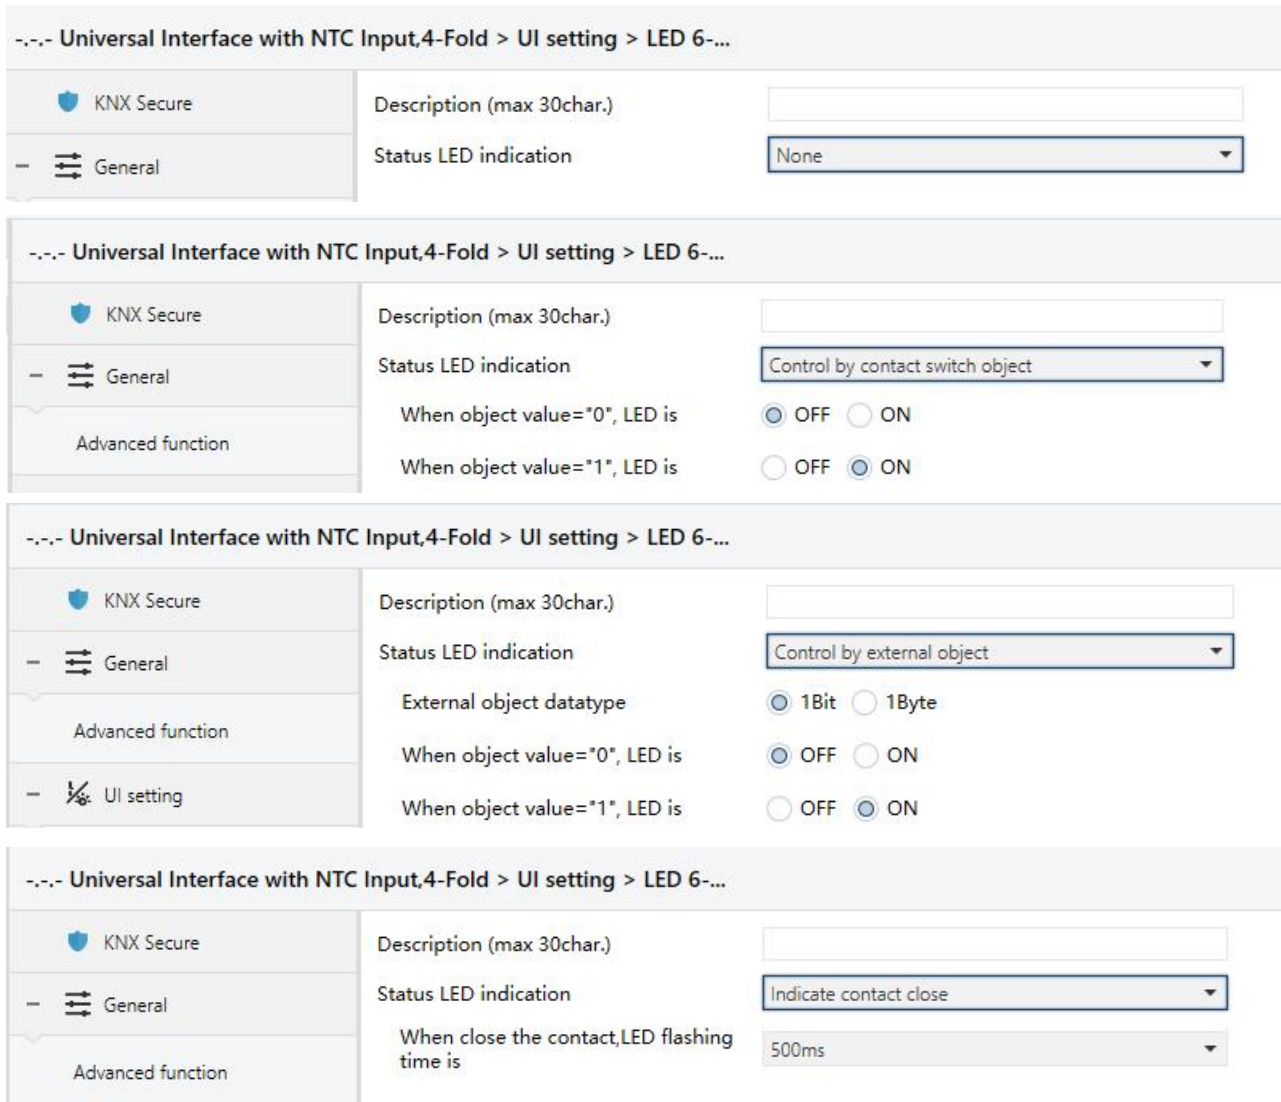 -.-.- Universal Interface with NTC Input,4-Fold > UI setting > LED 6-...
KNX Secure
Description (max 30char.)
General
Status LED indication
None
-.-.- Universal Interface with NTC Input,4-Fold > UI setting > LED 6-...
KNX Secure
Description (max 30char.)
General
Status LED indication
Control by contact switch object
When object value="0", LED is
OFF
ON
Advanced function
When object value="1", LED is
OFF
ON
-.-.- Universal Interface with NTC Input,4-Fold > UI setting > LED 6-...
KNX Secure
Description (max 30char.)
General
Status LED indication
Control by external object
External object datatype
1Bit
1Byte
Advanced function
When object value="0", LED is
OFF
ON
UI setting
When object value="1", LED is
OFF
ON
-.-.- Universal Interface with NTC Input,4-Fold > UI setting > LED 6-...
KNX Secure
Description (max 30char.)
General
Status LED indication
Indicate contact close
When close the contact,LED flashing
time is
500ms
Advanced function